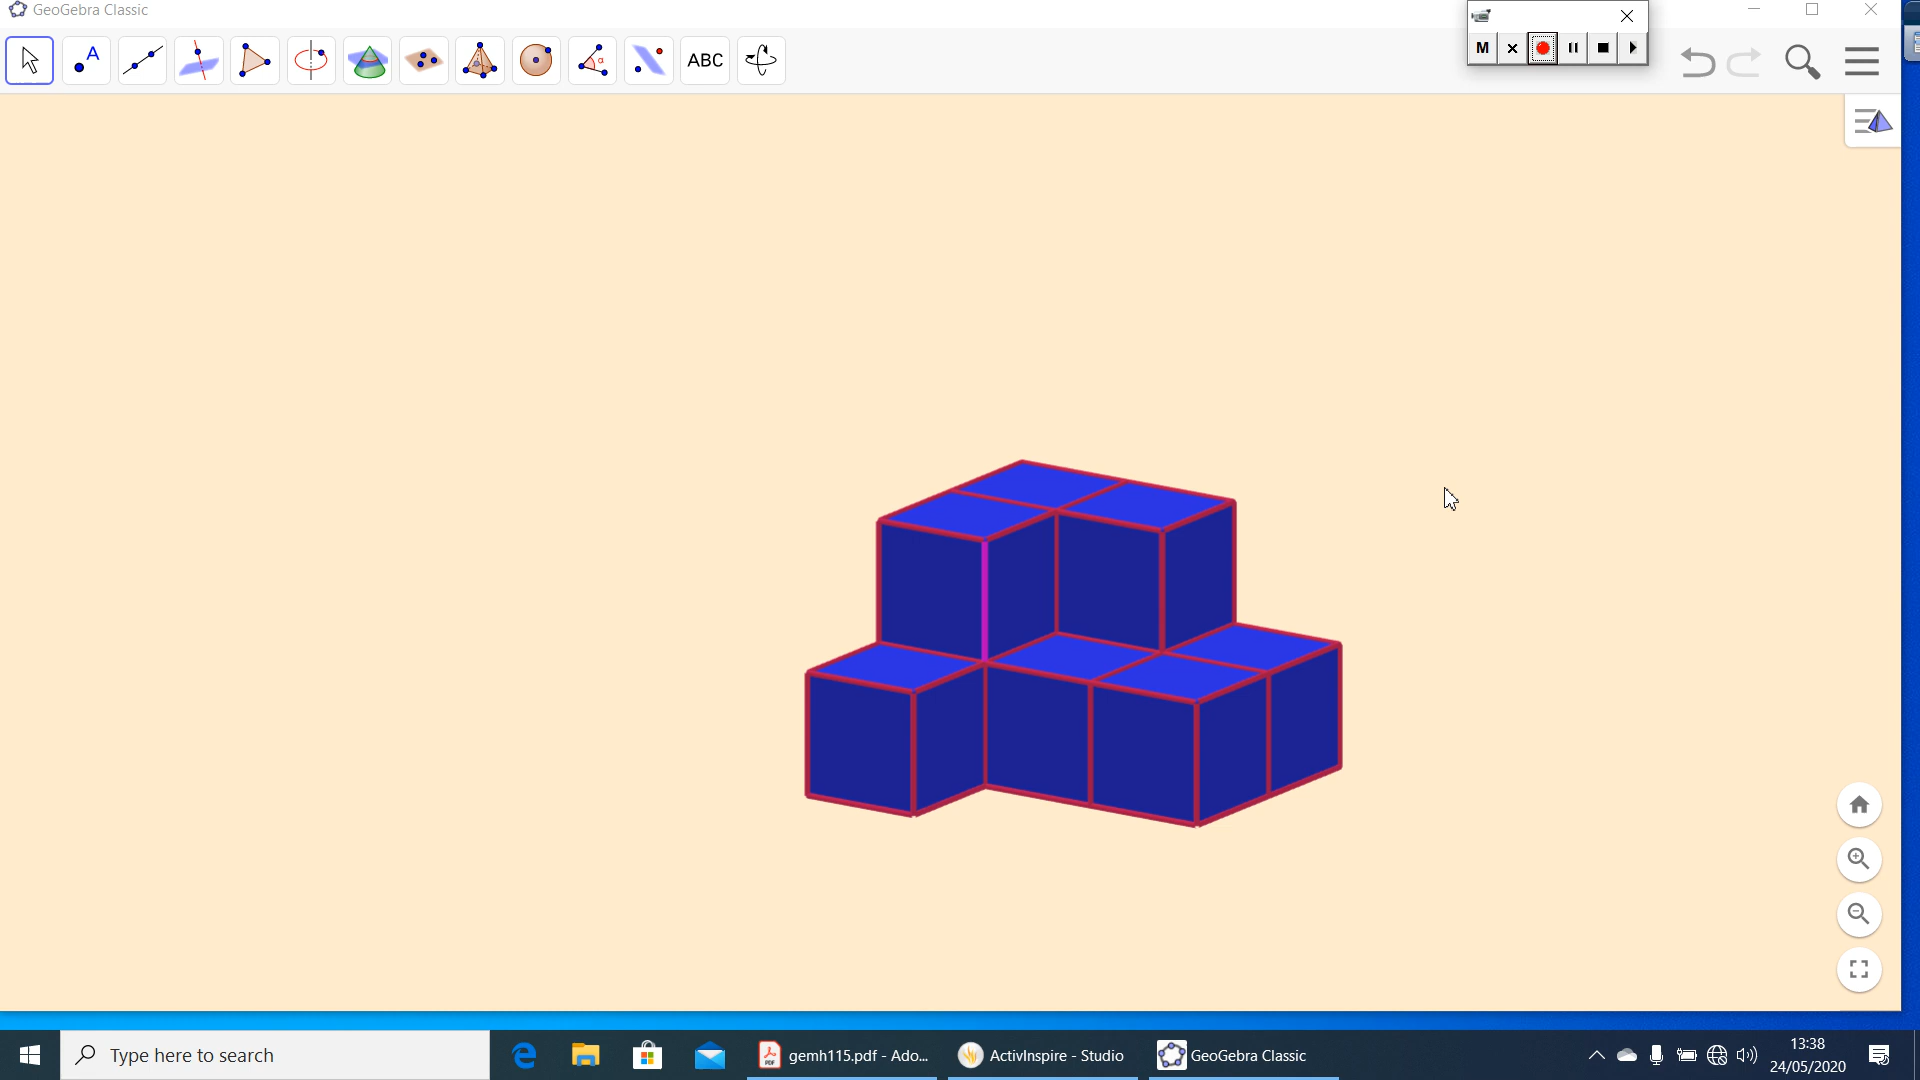 GeoGebra Classic
M
A
α
ABC
Type here to search
gemh115.pdf - Ado...
ActivInspire - Studio
GeoGebra Classic
13:38
24/05/2020